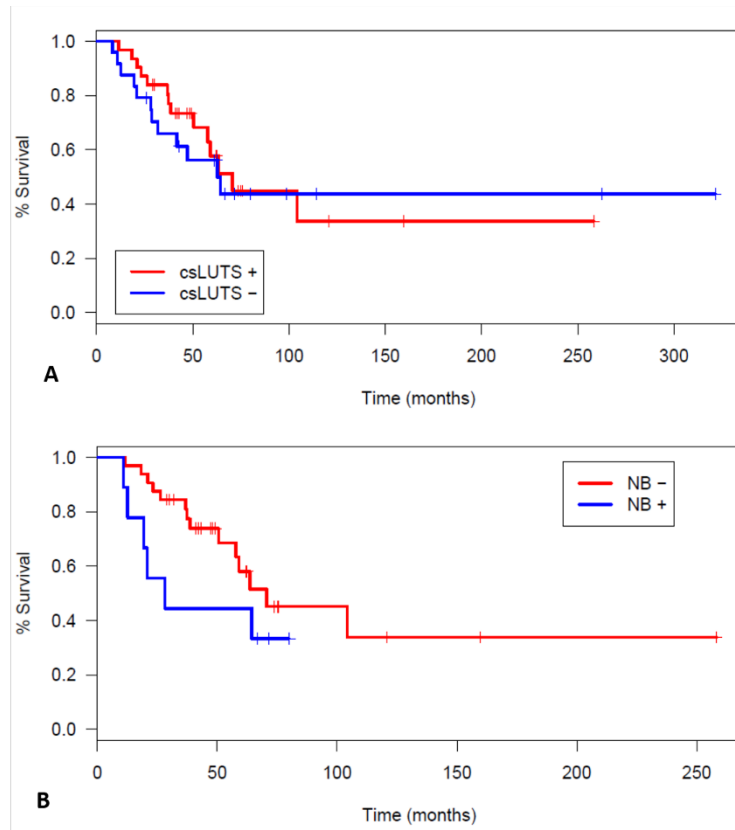 1.0
0.8
0.6
0.4
0.2
0.0
% Survival
csLUTS +
csLUTS −
0 50 100 150 200 250 300
A
Time (months)
1.0
0.8
0.6
0.4
0.2
0.0
% Survival
NB −
NB +
0 50 100 150 200 250
B
Time (months)